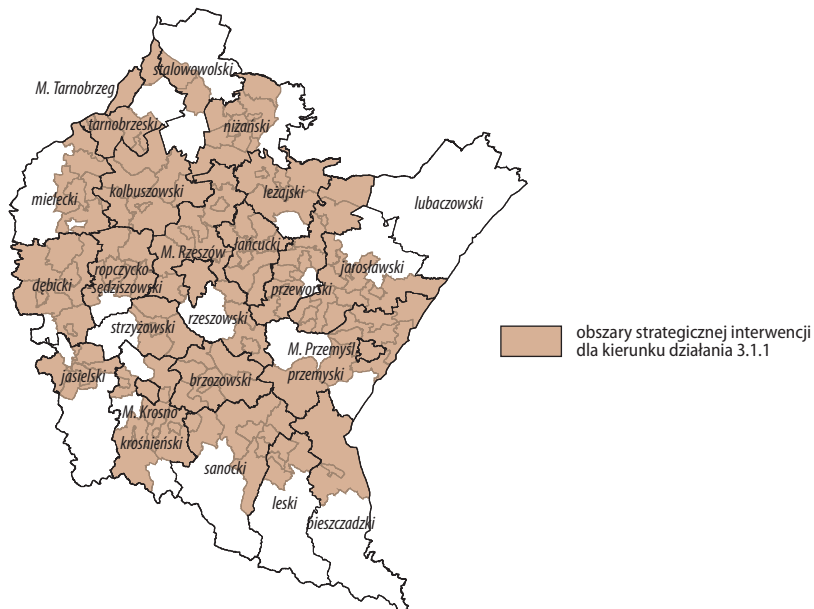 stalowowolski
M. Tarnobrzeg
tarnobrzeski
niżański
mielecki
kolbuszowski
leżajski
lubaczowski
M. Rzeszów
łańcucki
jarosławski
dębicki
ropczycko-
sędziszowski
przeworski
rzeszowski
strzyżowski
M. Przemyśl
jasielski
brzozowski
przemyski
M. Krosno
krośnieński
sanocki
leski
bieszczadzki
obszary strategicznej interwencji
dla kierunku działania 3.1.1